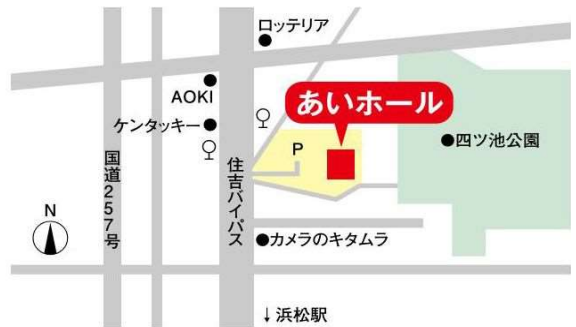 ロッテリア
AOKI
あいホール
ケンタッキー
P
四ツ池公園
国道257号
住吉バイパス
N
カメラのキタムラ
↓浜松駅